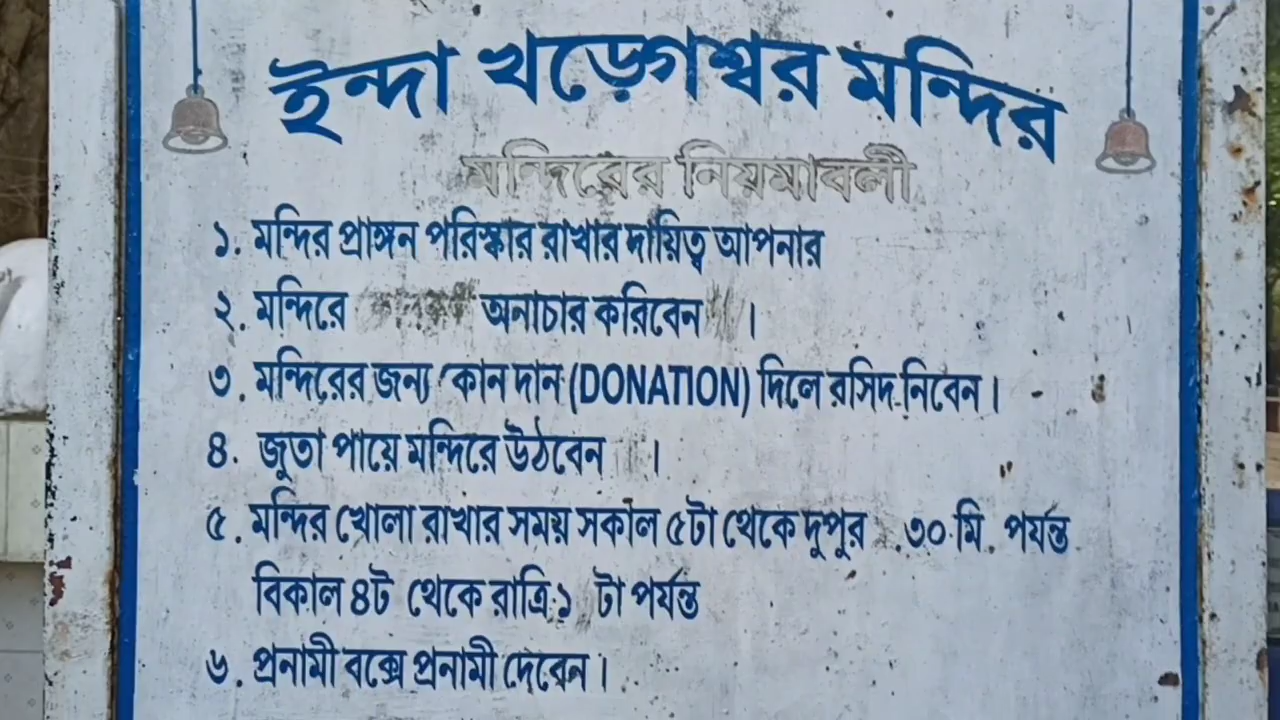 ইন্দা খড়্গেশ্বর মন্দির
মন্দিরের নিয়মাবলী
১. মন্দির প্রাঙ্গন পরিস্কার রাখার দায়িত্ব আপনার
২. মন্দিরে অনাচার করিবেন ।
৩. মন্দিরের জন্য কোন দান (DONATION) দিলে রসিদ নিবেন।
৪. জুতা পায়ে মন্দিরে উঠবেন ।
৫. মন্দির খোলা রাখার সময় সকাল ৫টা থেকে দুপুর .৩০ মি. পর্যন্ত
বিকাল ৪ট থেকে রাত্রি ১ টা পর্যন্ত
৬. প্রনামী বক্সে প্রনামী দেবেন।